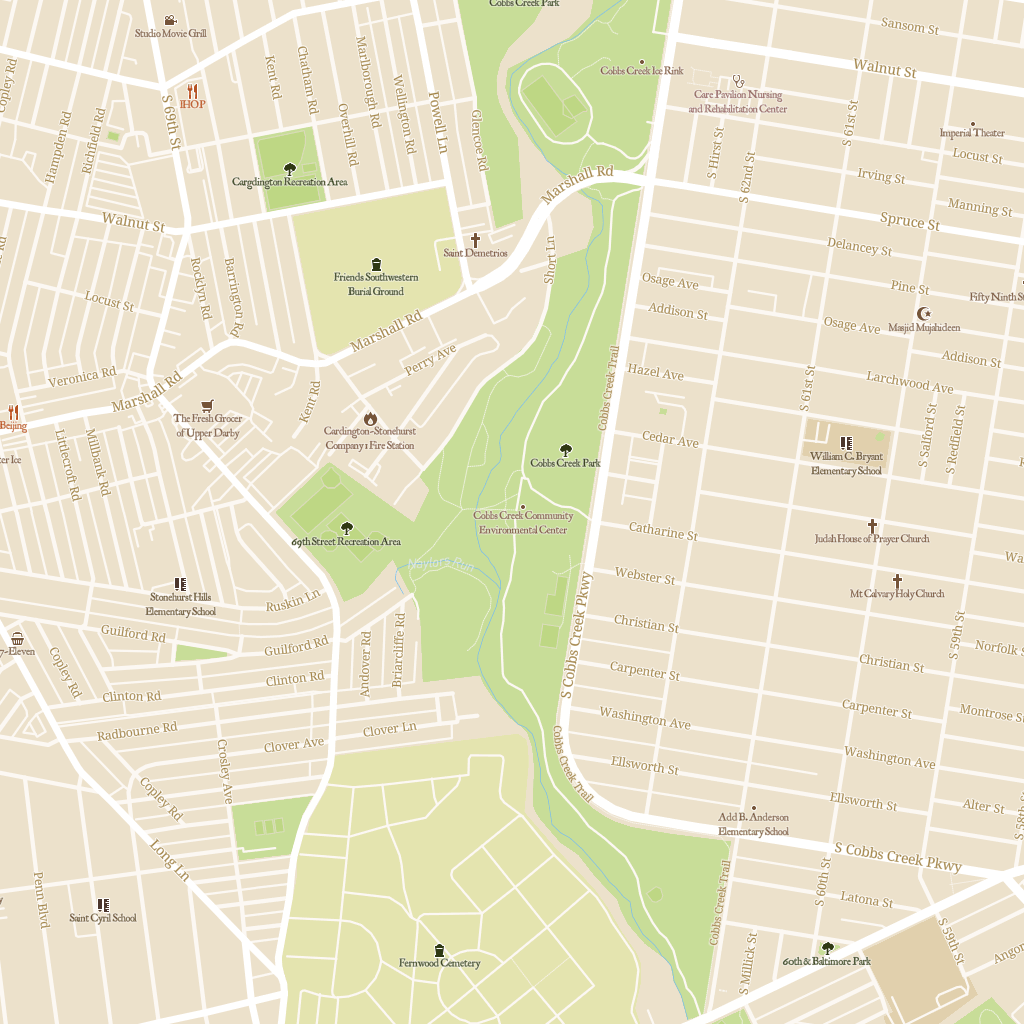 Cobbs Creek Park
Studio Movie Grill
Sansom St
Copley Rd
Kent Rd
Chatham Rd
Marlborough Rd
Wellington Rd
Overhill Rd
Powell Ln
Glencoe Rd
Cobbs Creek Ice Rink
Walnut St
Care Pavilion Nursing
and Rehabilitation Center
IHOP
S 69th St
Hampden Rd
Richfield Rd
S 61st St
S Hirst St
S 62nd St
Imperial Theater
Locust St
Irving St
Manning St
Cargdington Recreation Area
Marshall Rd
Walnut St
Spruce St
Delancey St
Saint Demetrios
Short Ln
Friends Southwestern
Burial Ground
Rocklyn Rd
Barrington Rd
Locust St
Osage Ave
Pine St
Addison St
Fifty Ninth St
Osage Ave
Masjid Mujahideen
Marshall Rd
Perry Ave
Addison St
Cobbs Creek Trail
Hazel Ave
Larchwood Ave
Veronica Rd
Marshall Rd
Kent Rd
S 61st St
S Salford St
S Redfield St
Beijing
The Fresh Grocer
of Upper Darby
Cardington-Stonehurst
Company 1 Fire Station
Littlecroft Rd
Millbank Rd
Cedar Ave
William C. Bryant
Elementary School
Cobbs Creek Park
ter Ice
Cobbs Creek Community
Environmental Center
Catharine St
Judah House of Prayer Church
69th Street Recreation Area
Naylors Run
Webster St
Mt Calvary Holy Church
Stonehurst Hills
Elementary School
Ruskin Ln
Guilford Rd
Guilford Rd
Christian St
S 59th St
Norfolk S
7-Eleven
Copley Rd
Andover Rd
Briarcliffe Rd
S Cobbs Creek Pkwy
Christian St
Carpenter St
Clinton Rd
Clinton Rd
Carpenter St
Montrose S
Washington Ave
Radbourne Rd
Clover Ave
Clover Ln
Washington Ave
Crosley Ave
Cobbs Creek Trail
Ellsworth St
Copley Rd
Ellsworth St
Alter St
S 58th St
Add B. Anderson
Elementary School
Long Ln
S Cobbs Creek Pkwy
Penn Blvd
Cobbs Creek Trail
S 60th St
Latona St
Saint Cyril School
S 59th St
S Millick St
Fernwood Cemetery
60th & Baltimore Park